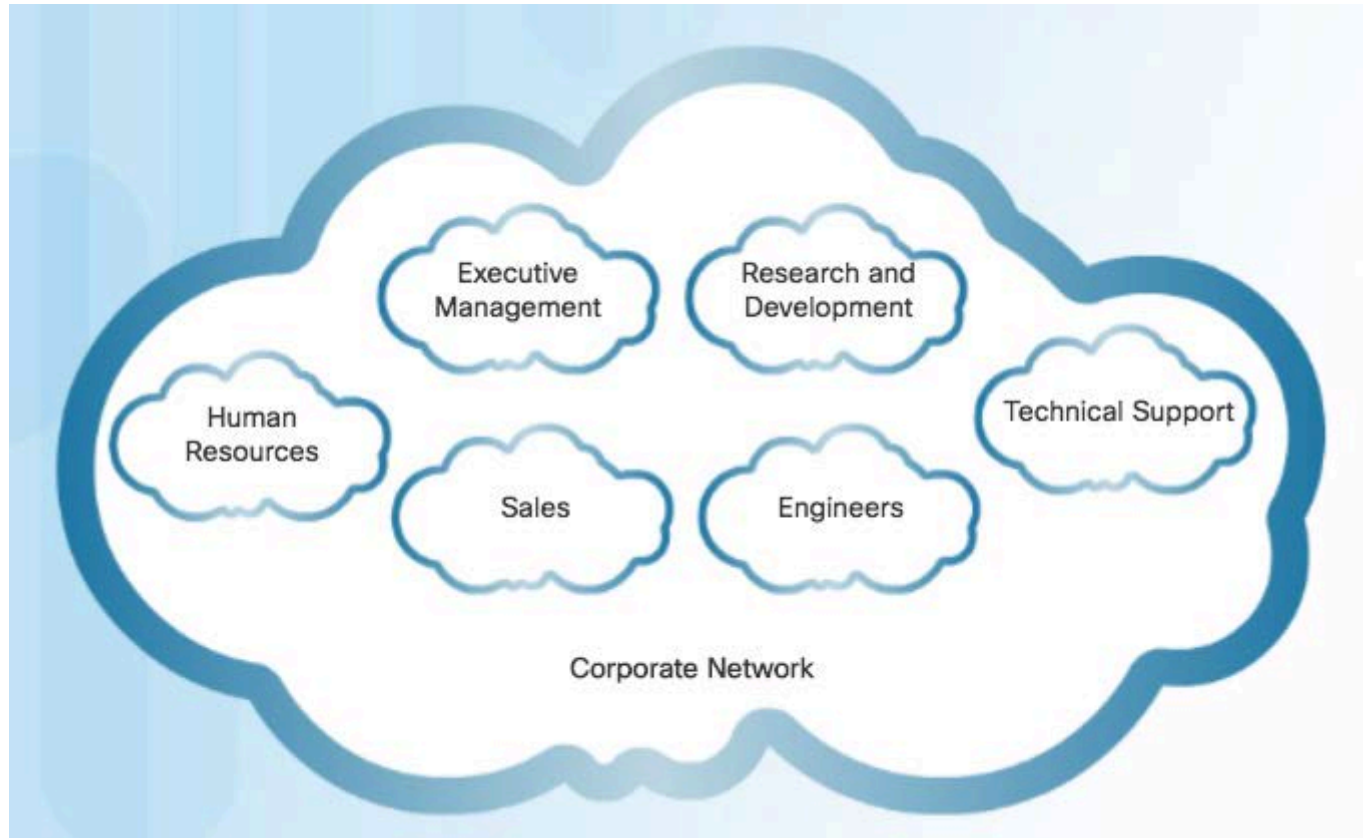 Executive
Management
Research and
Development
Human
Resources
Technical Support
Sales
Engineers
Corporate Network